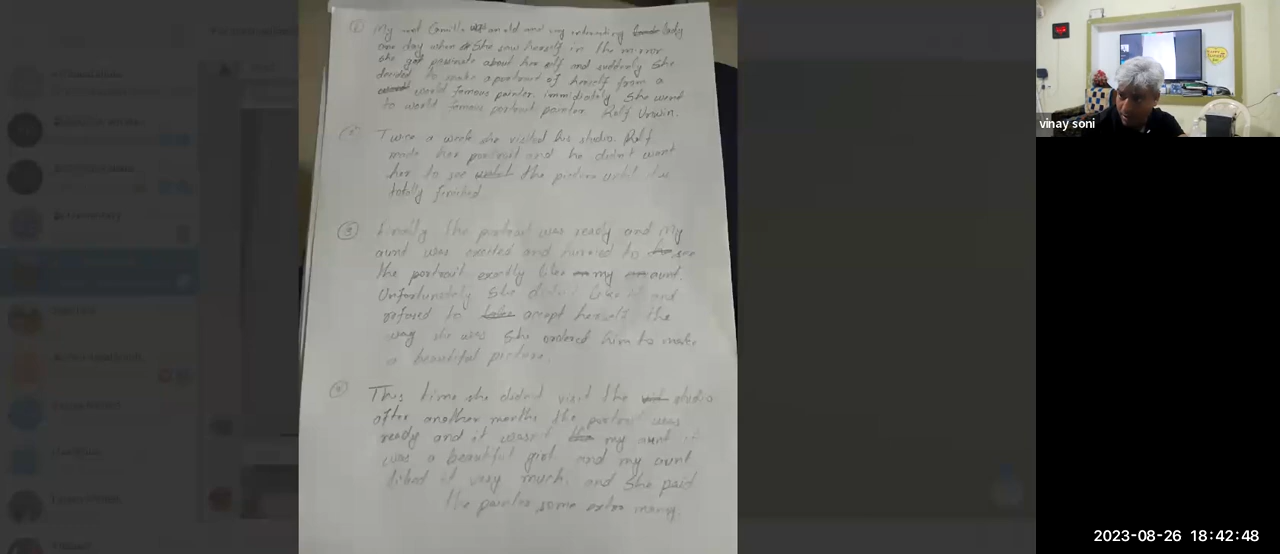 ① My aunt Camille was an old and very interesting lady
one day when she saw herself in the mirror
she got about her self and suddenly she
decided to make a portrait of herself from a
world famous painter. immidiately she went
to world famous portrait painter Rolf Unwin.
② Twice a week she visited his studio. Rolf
made her portrait and he didn't want
her to see the picture until
totally finished
③ Finally the portrait was ready and my
aunt was excited and hurried to see
the portrait exactly like my aunt.
Unfortunately she didn't like it and
refused to accept herself the
way she was She ordered him to make
a beautiful picture.
④ This time she didn't visit the studio
after another months the portrait was
ready and it wasn't my aunt it
was a beautiful girl and my aunt
liked it very much. and she paid
the painter some extra many.
vinay soni
2023-08-26 18:42:48